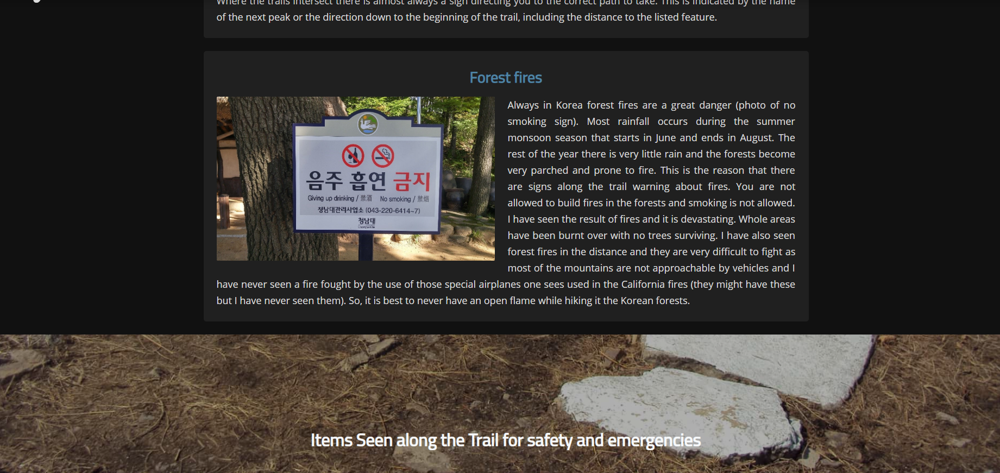 Where the trails intersect there is almost always a sign directing you to the correct path to take. This is indicated by the name
of the next peak or the direction down to the beginning of the trail, including the distance to the listed feature.
Forest fires
음주 흡연 금지
Giving up drinking / 禁酒 No smoking / 禁烟
청남대관리사업소 (043-220-6414~7)
청남대
Always in Korea forest fires are a great danger (photo of no
smoking sign). Most rainfall occurs during the summer
monsoon season that starts in June and ends in August. The
rest of the year there is very little rain and the forests become
very parched and prone to fire. This is the reason that there
are signs along the trail warning about fires. You are not
allowed to build fires in the forests and smoking is not allowed.
I have seen the result of fires and it is devastating. Whole areas
have been burnt over with no trees surviving. I have also seen
forest fires in the distance and they are very difficult to fight as
most of the mountains are not approachable by vehicles and I
have never seen a fire fought by the use of those special airplanes one sees used in the California fires (they might have these
but I have never seen them). So, it is best to never have an open flame while hiking it the Korean forests.
Items Seen along the Trail for safety and emergencies